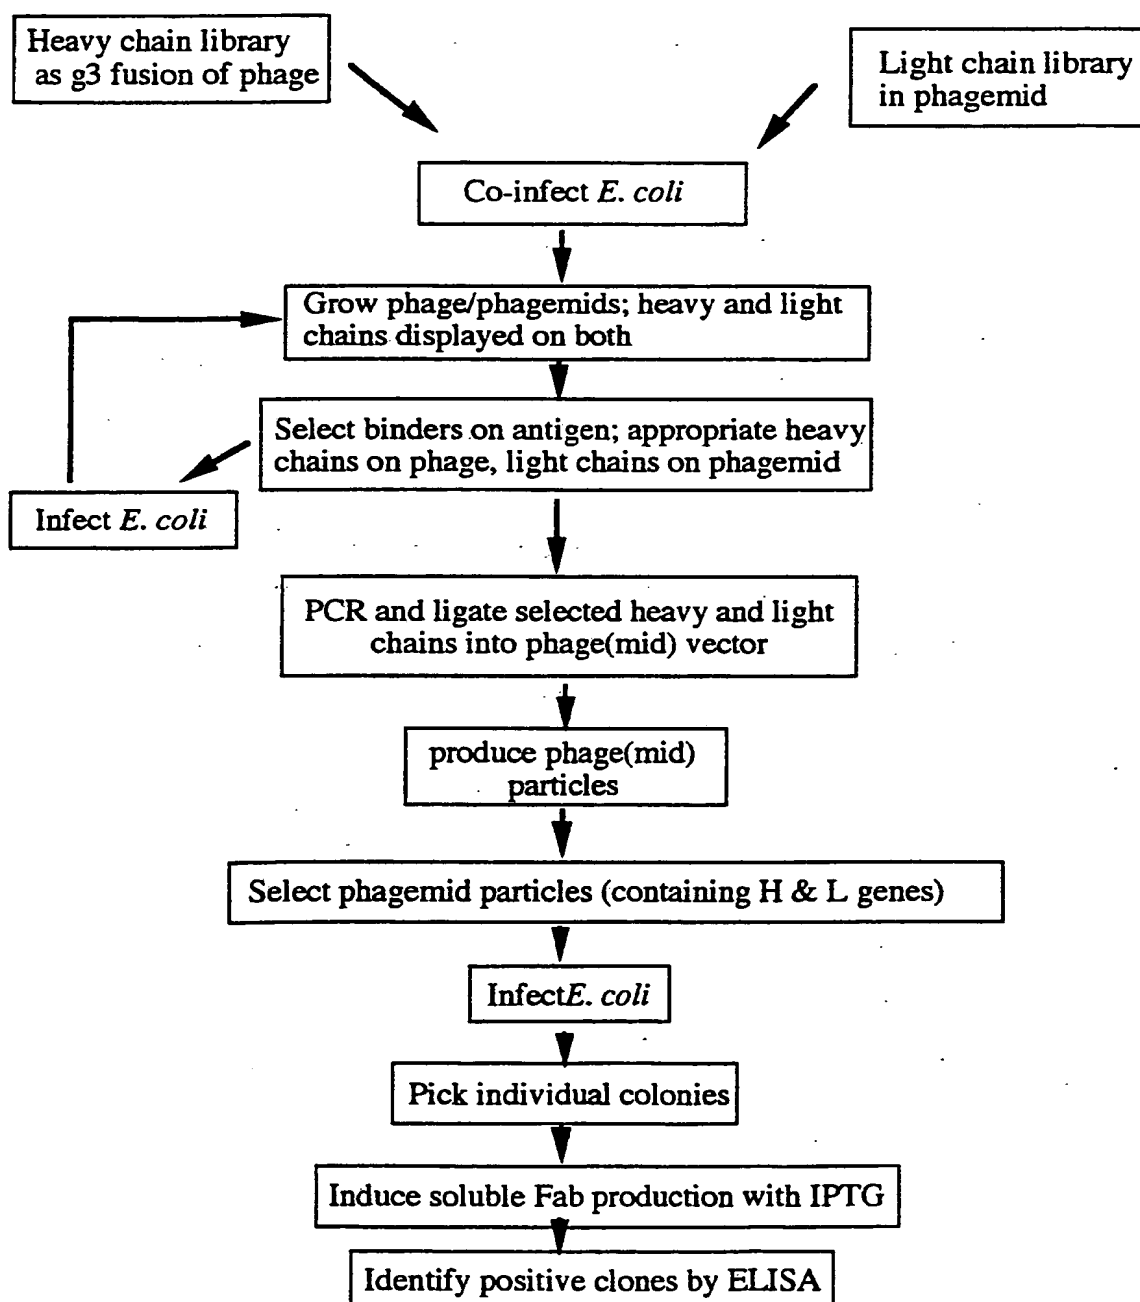 Heavy chain library
as g3 fusion of phage
Light chain library
in phagemid
Co-infect E. coli
Grow phage/phagemids; heavy and light
chains displayed on both
Select binders on antigen; appropriate heavy
chains on phage, light chains on phagemid
Infect E. coli
PCR and ligate selected heavy and light
chains into phage(mid) vector
produce phage(mid)
particles
Select phagemid particles (containing H & L genes)
InfectE. coli
Pick individual colonies
Induce soluble Fab production with IPTG
Identify positive clones by ELISA